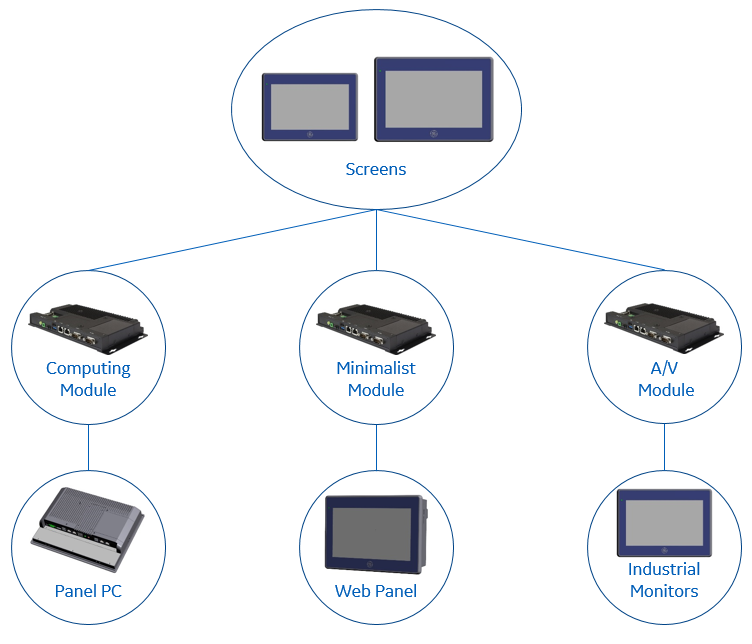 Screens
Computing
Module
Minimalist
Module
A/V
Module
Panel PC
Web Panel
Industrial
Monitors